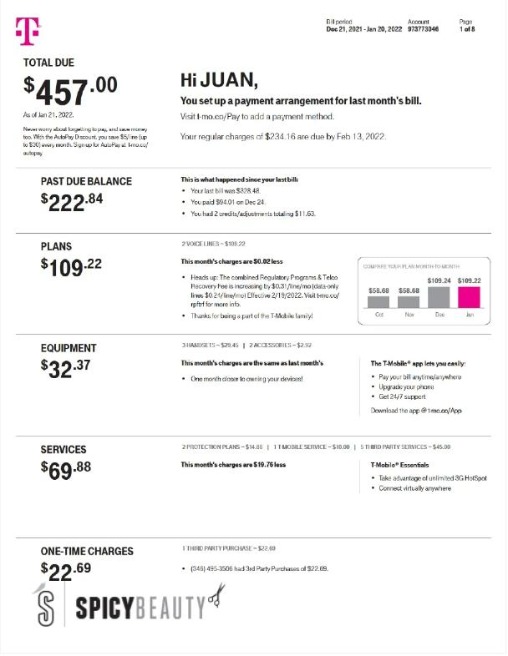 T
Bill period
Account
Page
Dec 21, 2021 - Jan 20, 2022
973773346
1 of 8
TOTAL DUE
$457.00
As of Jan 21, 2022.
Never worry about forgetting to pay, and save money
too. With the AutoPay Discount, you save $5/line (up
to $30) every month. Sign up for AutoPay at t-mo.co/
autopay
Hi JUAN,
You set up a payment arrangement for last month's bill.
Visit t-mo.co/Pay to add a payment method.
Your regular charges of $234.16 are due by Feb 13, 2022.
PAST DUE BALANCE
$222.84
This is what happened since your last bill:
• Your last bill was $328.48.
• You paid $94.01 on Dec 24.
• You had 2 credits/adjustments totaling $11.63.
PLANS
$109.22
2 VOICE LINES – $109.22
This month's charges are $0.02 less
• Heads up: The combined Regulatory Programs & Telco
Recovery Fee is increasing by $0.31/line/mo (data-only
lines $0.24/line/mo) Effective 2/19/2022. Visit t-mo.co/
rpftrf for more info.
• Thanks for being a part of the T-Mobile family!
COMPARE YOUR PLAN MONTH TO MONTH
$58.68
$58.68
$109.24
$109.22
Oct
Nov
Dec
Jan
EQUIPMENT
$32.37
3 HANDSETS – $29.45 | 2 ACCESSORIES – $2.92
This month's charges are the same as last month's
• One month closer to owning your devices!
The T-Mobile® app lets you easily:
• Pay your bill anytime/anywhere
• Upgrade your phone
• Get 24/7 support
Download the app @ t-mo.co/App
SERVICES
$69.88
2 PROTECTION PLANS – $14.88 | 1 T-MOBILE SERVICE – $10.00 | 5 THIRD PARTY SERVICES – $45.00
This month's charges are $19.76 less
T-Mobile® Essentials
• Take advantage of unlimited 3G HotSpot
• Connect virtually anywhere
ONE-TIME CHARGES
$22.69
1 THIRD PARTY PURCHASE – $22.69
• (346) 495-3506 had 3rd Party Purchases of $22.69.
S SPICYBEAUTY